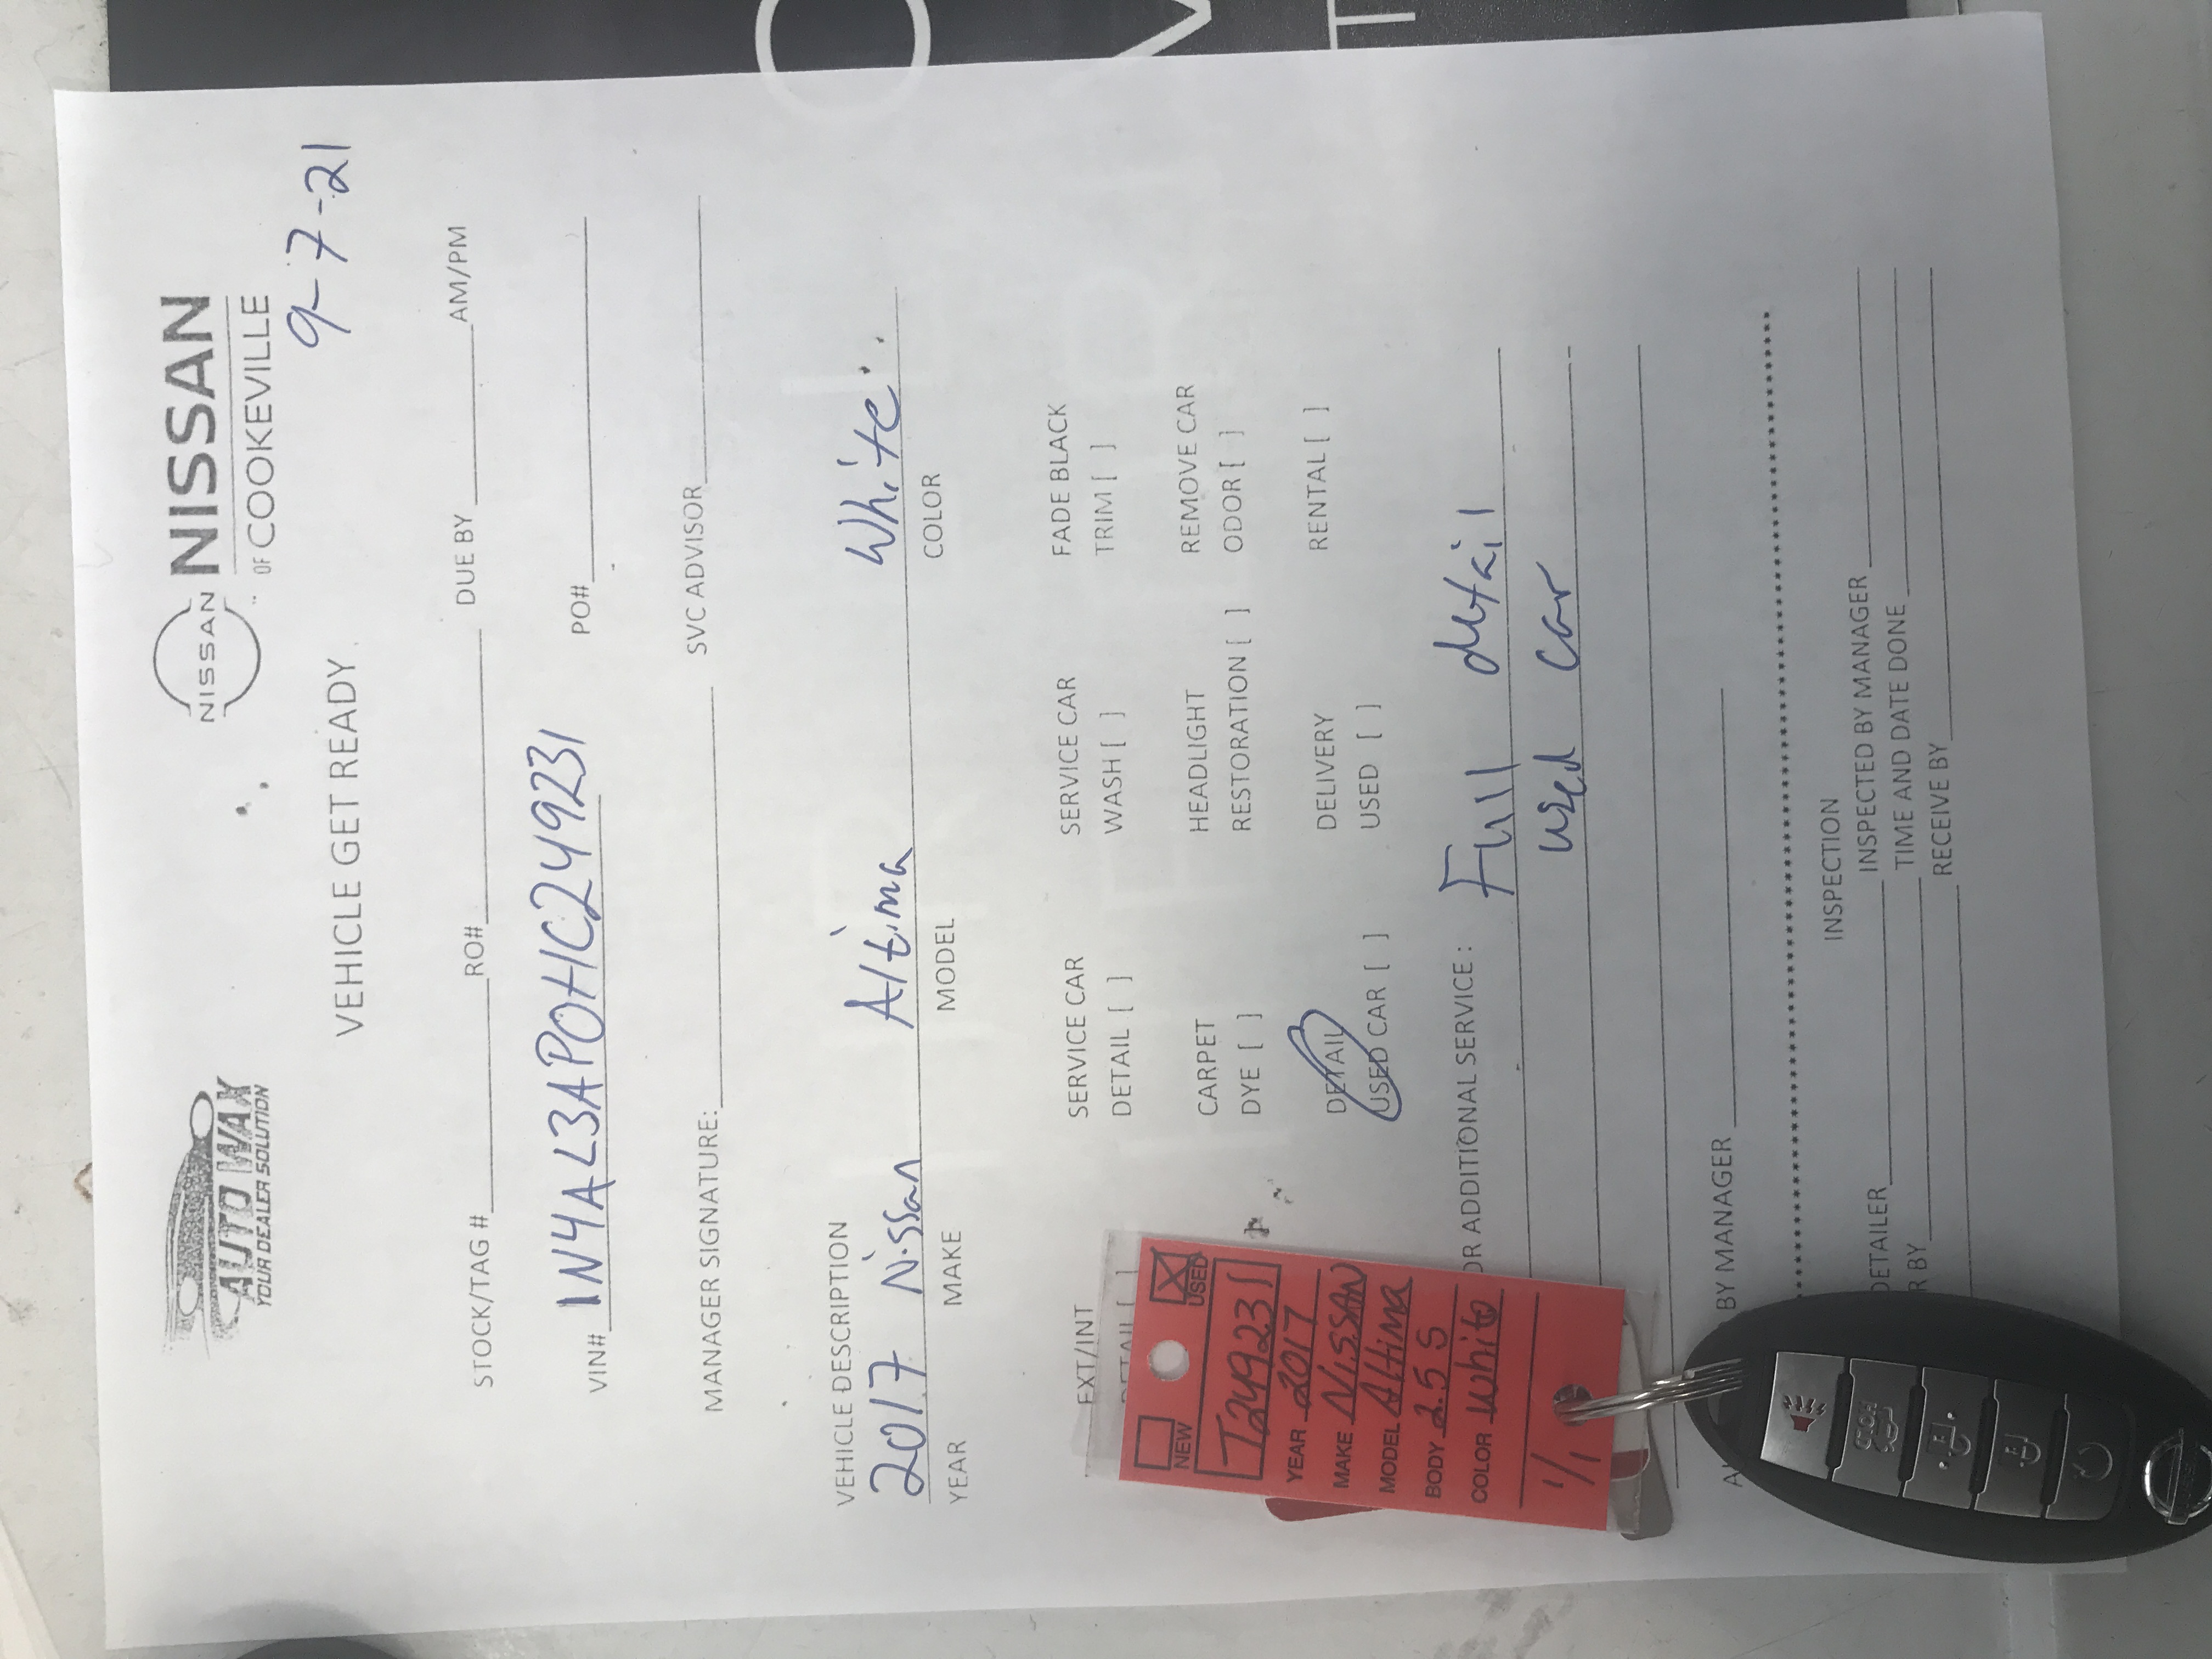 AUTO WAX
YOUR DEALER SOLUTION
NISSAN
NISSAN
OF COOKEVILLE
9-7-21
VEHICLE GET READY
STOCK/TAG # RO# DUE BY AM/PM
VIN# 1N4AL3AP0HC249231 PO#
MANAGER SIGNATURE: SVC ADVISOR
VEHICLE DESCRIPTION
2017 Nissan Altima White
YEAR MAKE MODEL COLOR
EXT/INT SERVICE CAR SERVICE CAR FADE BLACK
DETAIL [ DETAIL [ ] WASH [ ] TRIM [ ]
CARPET HEADLIGHT REMOVE CAR
DYE [ ] RESTORATION [ ] ODOR [ ]
DETAIL DELIVERY RENTAL [ ]
USED CAR [ ] USED [ ]
OR ADDITIONAL SERVICE : Full detail
used car
BY MANAGER
INSPECTION
DETAILER INSPECTED BY MANAGER
R BY TIME AND DATE DONE
RECEIVE BY
NEW USED
T249231
YEAR 2017
MAKE NISSAN
MODEL Altima
BODY 2.5 S
COLOR White
1/1
HOLD